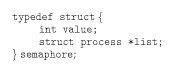 typedef struct{
int value;
struct process *list;
} semaphore;